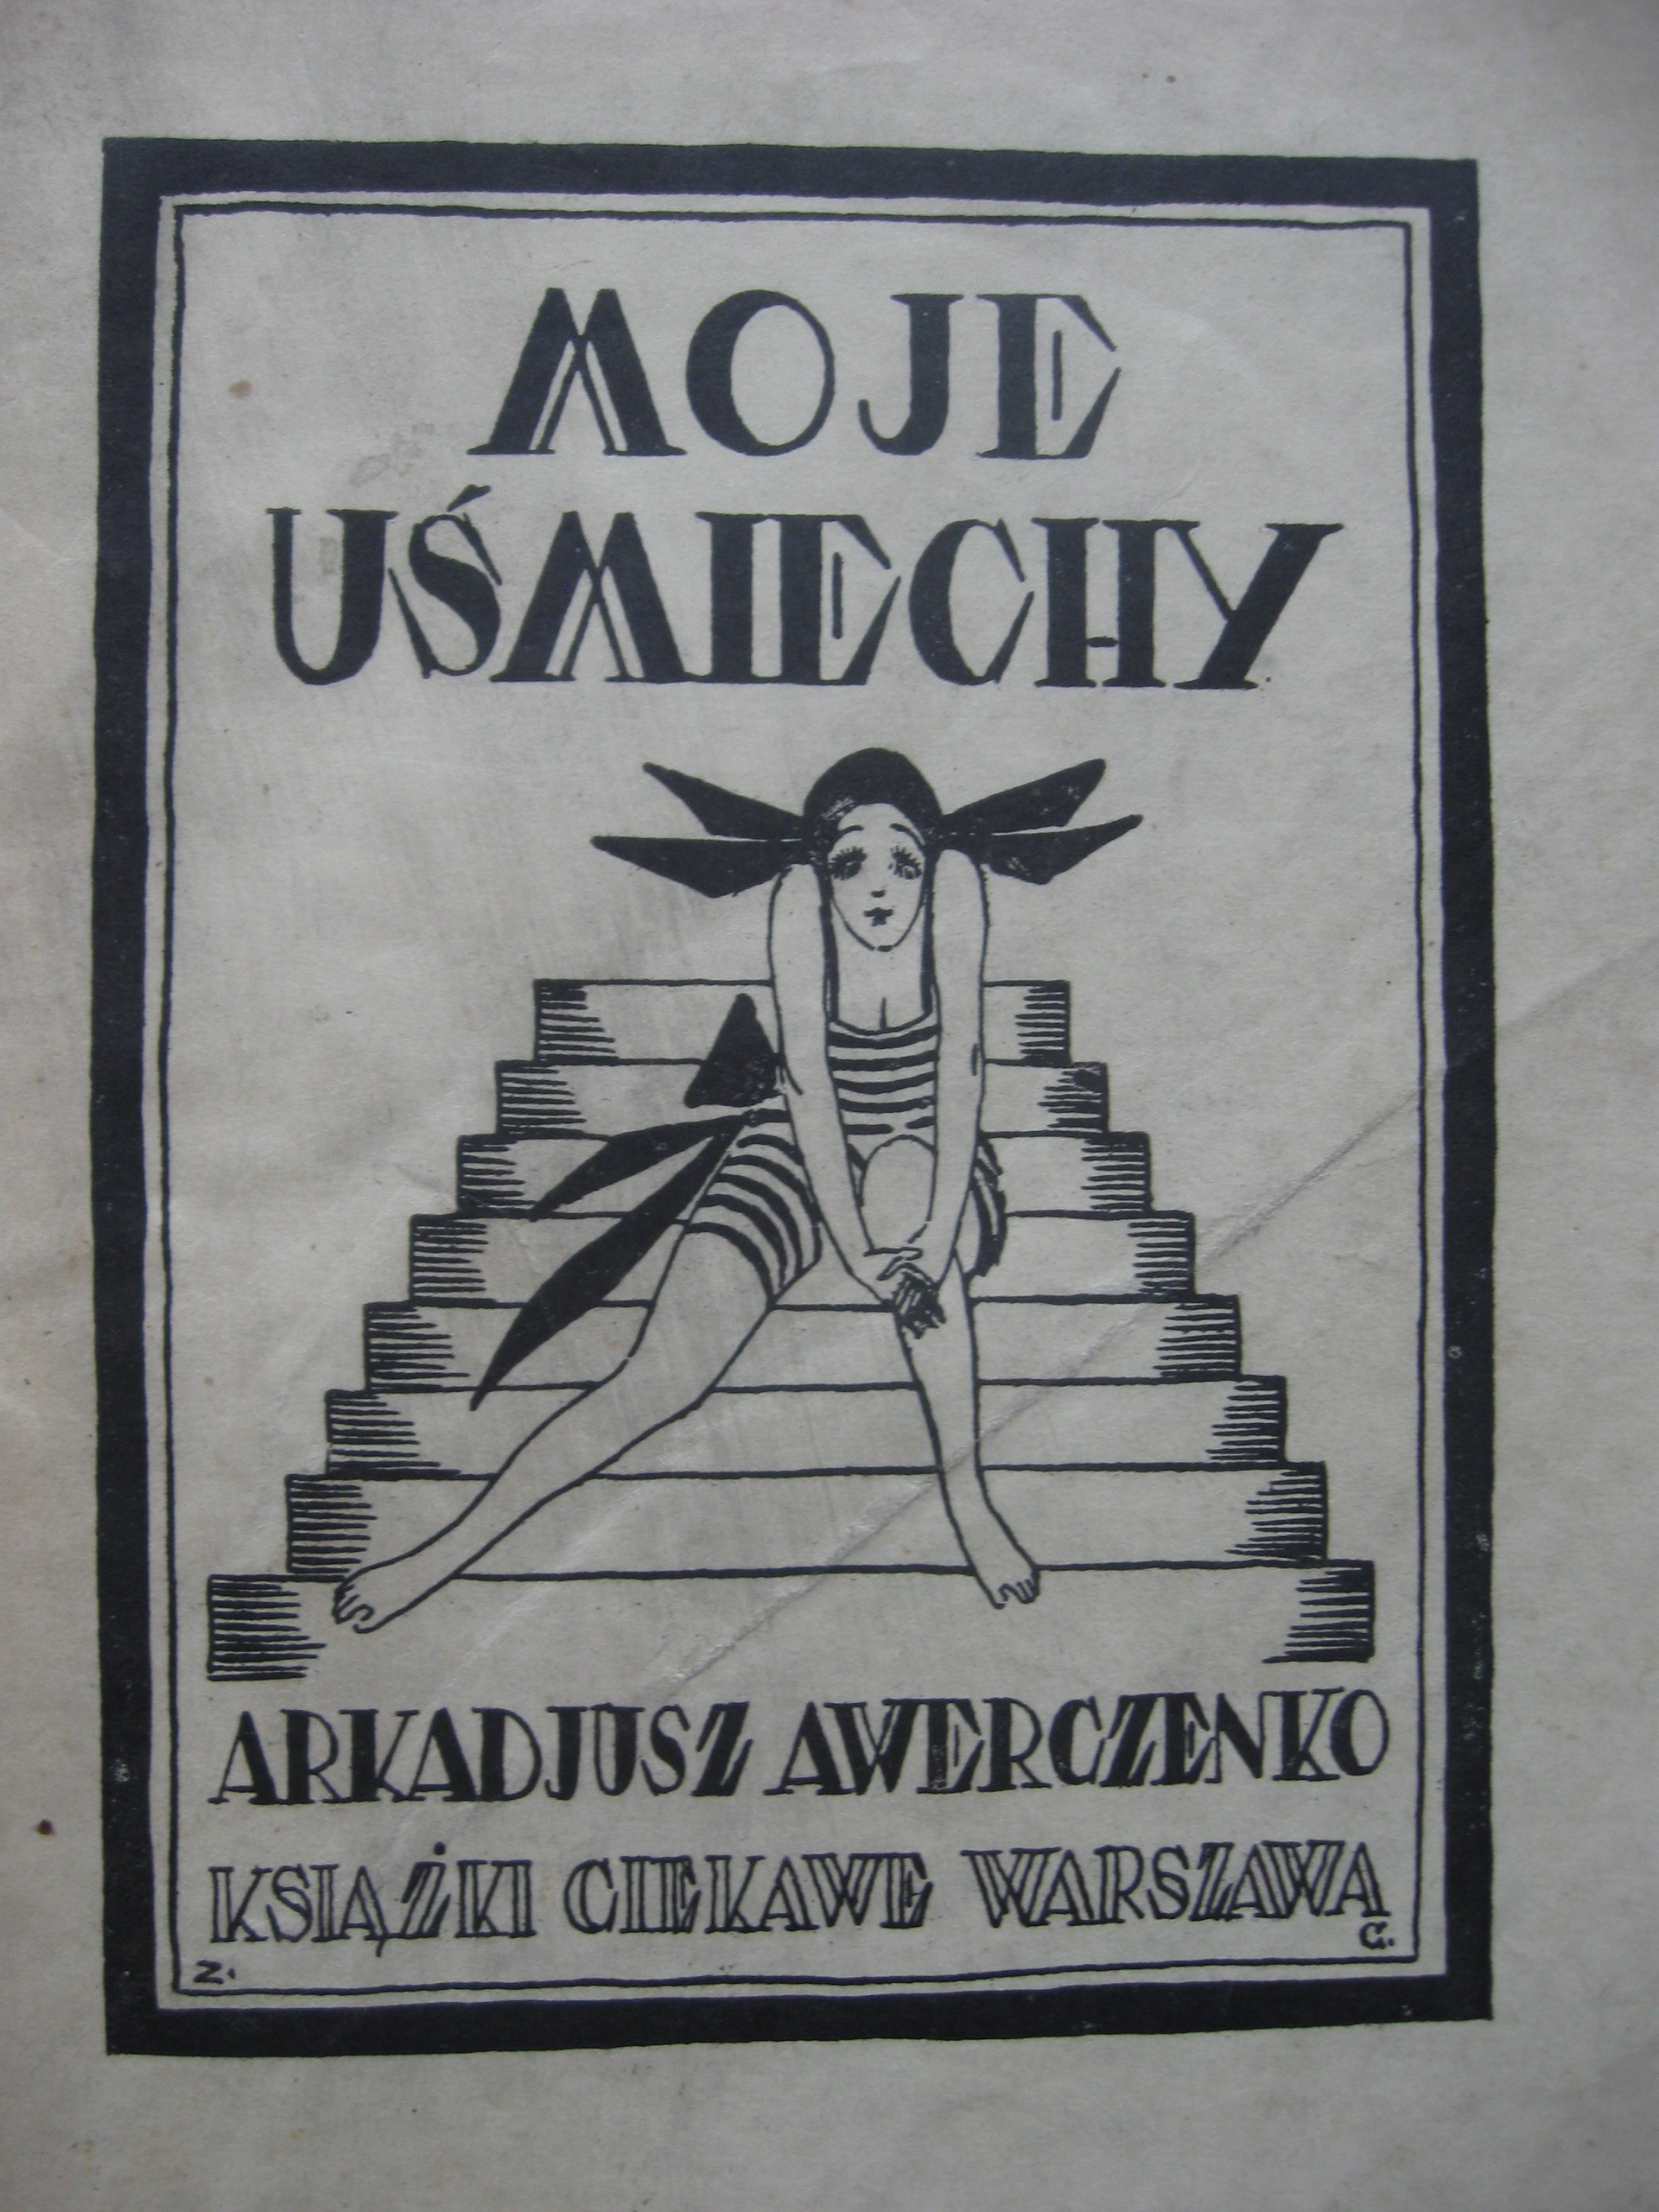 MOJE
UŚMIECHY
ARKADJUSZ AWERCZENKO
KSIĄŻKI CIEKAWE WARSZAWA
Z. G.